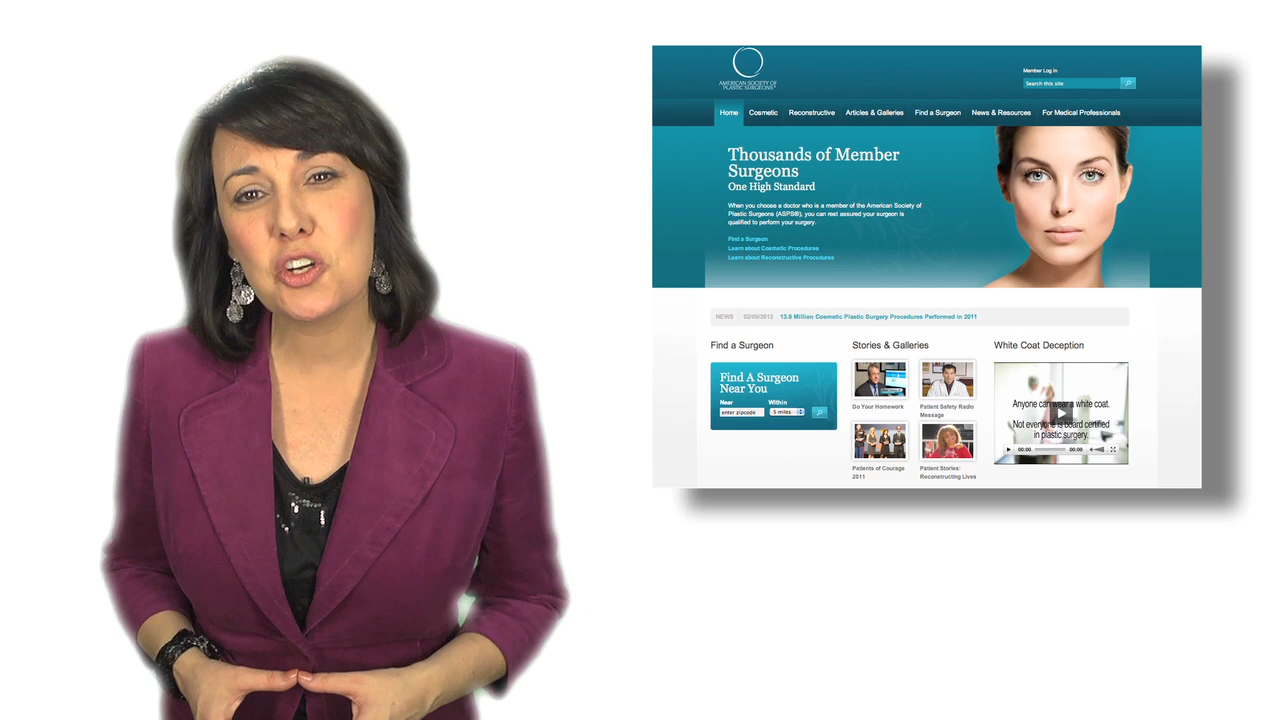 AMERICAN SOCIETY OF
PLASTIC SURGEONS®
Member Log In
Search this site
Home Cosmetic Reconstructive Articles & Galleries Find a Surgeon News & Resources For Medical Professionals
Thousands of Member
Surgeons
One High Standard
When you choose a doctor who is a member of the American Society of
Plastic Surgeons (ASPS®), you can rest assured your surgeon is
qualified to perform your surgery.
Find a Surgeon
Learn about Cosmetic Procedures
Learn about Reconstructive Procedures
NEWS 02/09/2012 13.8 Million Cosmetic Plastic Surgery Procedures Performed in 2011
Find a Surgeon
Find A Surgeon
Near You
Near Within
enter zipcode 5 miles
Stories & Galleries
Do Your Homework
Patient Safety Radio
Message
Patients of Courage
2011
Patient Stories:
Reconstructing Lives
White Coat Deception
Anyone can wear a white coat.
Not everyone is board certified
in plastic surgery.
00:00 00:00